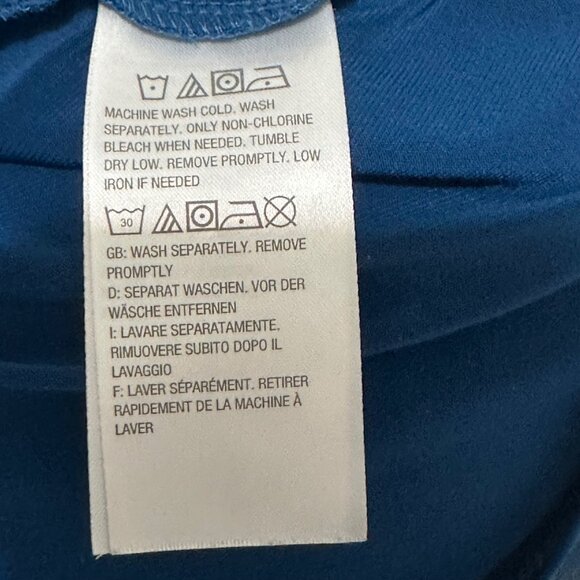 MACHINE WASH COLD. WASH
SEPARATELY. ONLY NON-CHLORINE
BLEACH WHEN NEEDED. TUMBLE
DRY LOW. REMOVE PROMPTLY. LOW
IRON IF NEEDED
30
GB: WASH SEPARATELY. REMOVE
PROMPTLY
D: SEPARAT WASCHEN. VOR DER
WÄSCHE ENTFERNEN
I: LAVARE SEPARATAMENTE.
RIMUOVERE SUBITO DOPO IL
LAVAGGIO
F: LAVER SÉPARÉMENT. RETIRER
RAPIDEMENT DE LA MACHINE À
LAVER